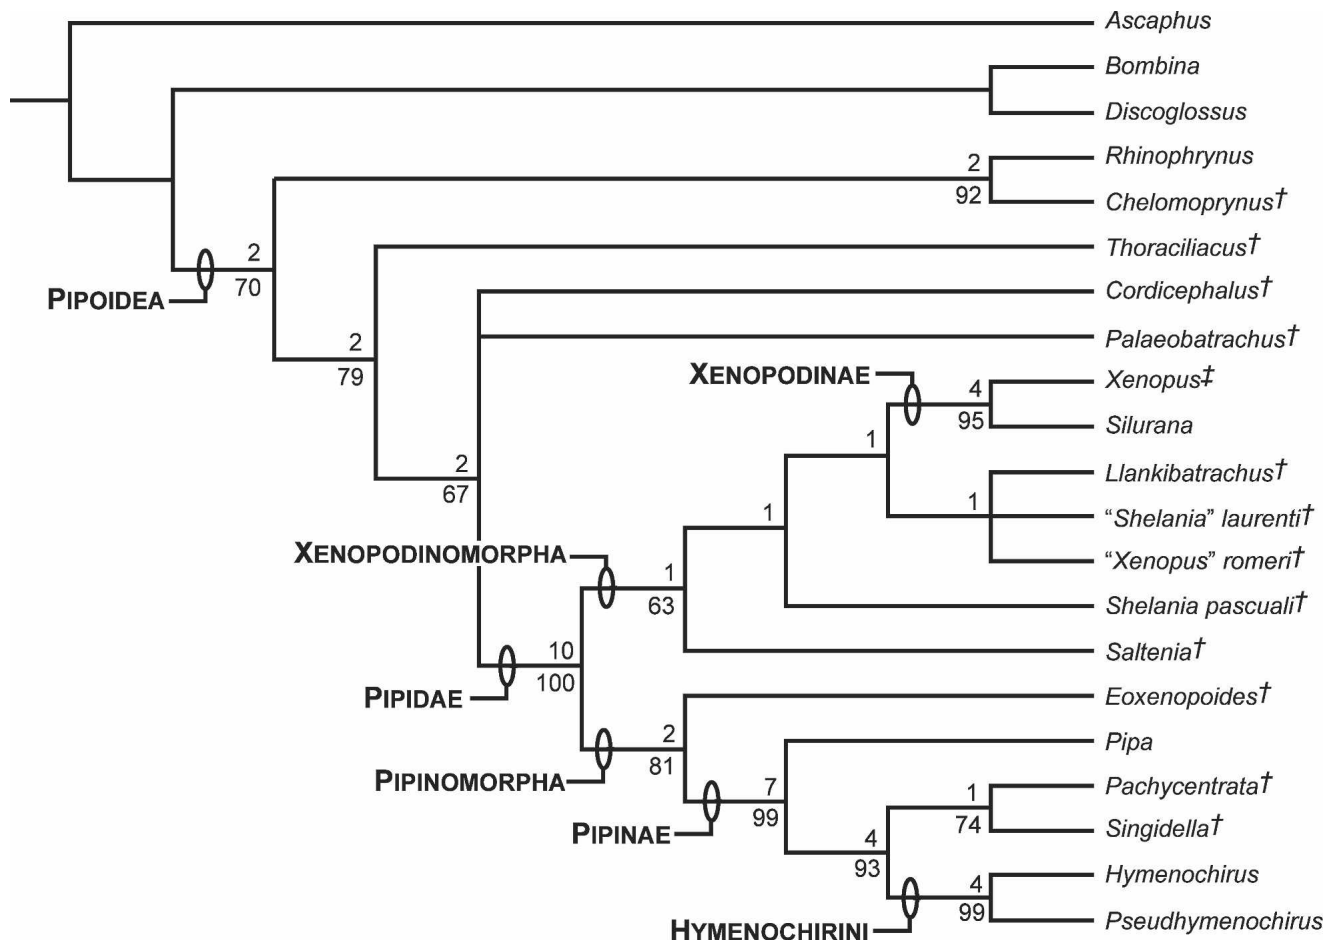 Ascaphus
Bombina
Discoglossus
2
Rhinophrynus
92
Chelomoprynus†
Thoraciliacus†
2
70
PIPOIDEA
Cordicephalus†
2
79
Palaeobatrachus†
XENOPODINAE
4
Xenopus‡
95
Silurana
1
2
67
Llankibatrachus†
1
1
"Shelania" laurenti†
XENOPODINOMORPHA
"Xenopus" romeri†
1
63
Shelania pascuali†
10
100
Saltenia†
PIPIDAE
Eoxenopoides†
2
81
PIPINOMORPHA
Pipa
7
99
PIPINAE
1
Pachycentrata†
74
Singidella†
4
93
4
Hymenochirus
99
HYMENOCHIRINI
Pseudhymenochirus